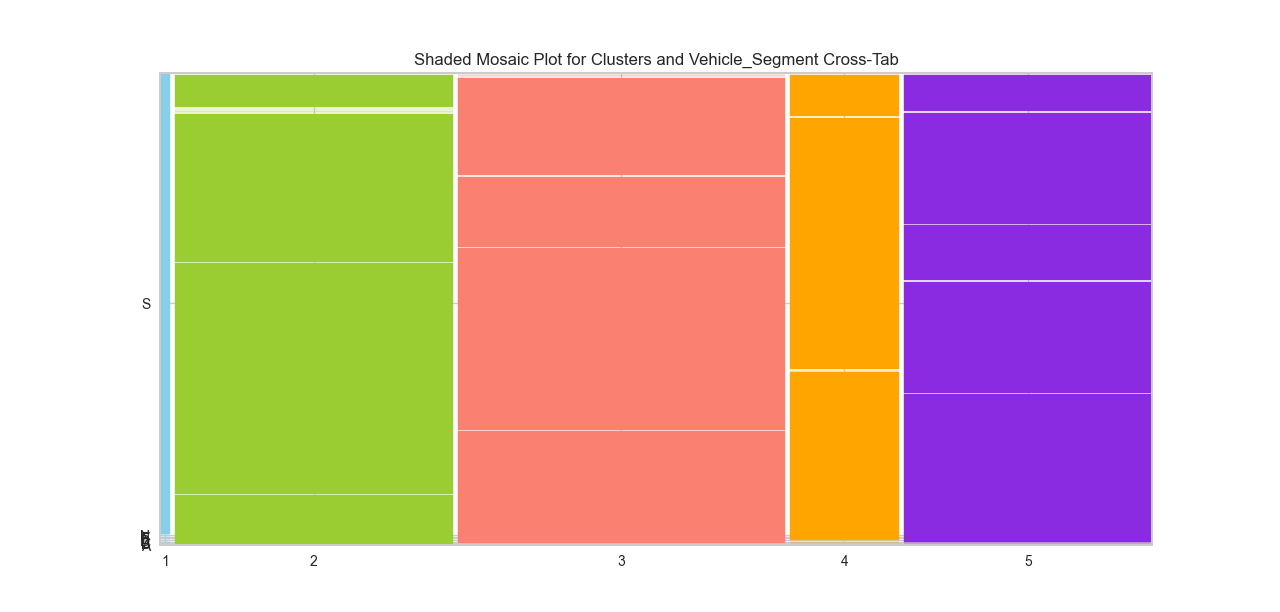 Shaded Mosaic Plot for Clusters and Vehicle_Segment Cross-Tab
S
A
1 2 3 4 5